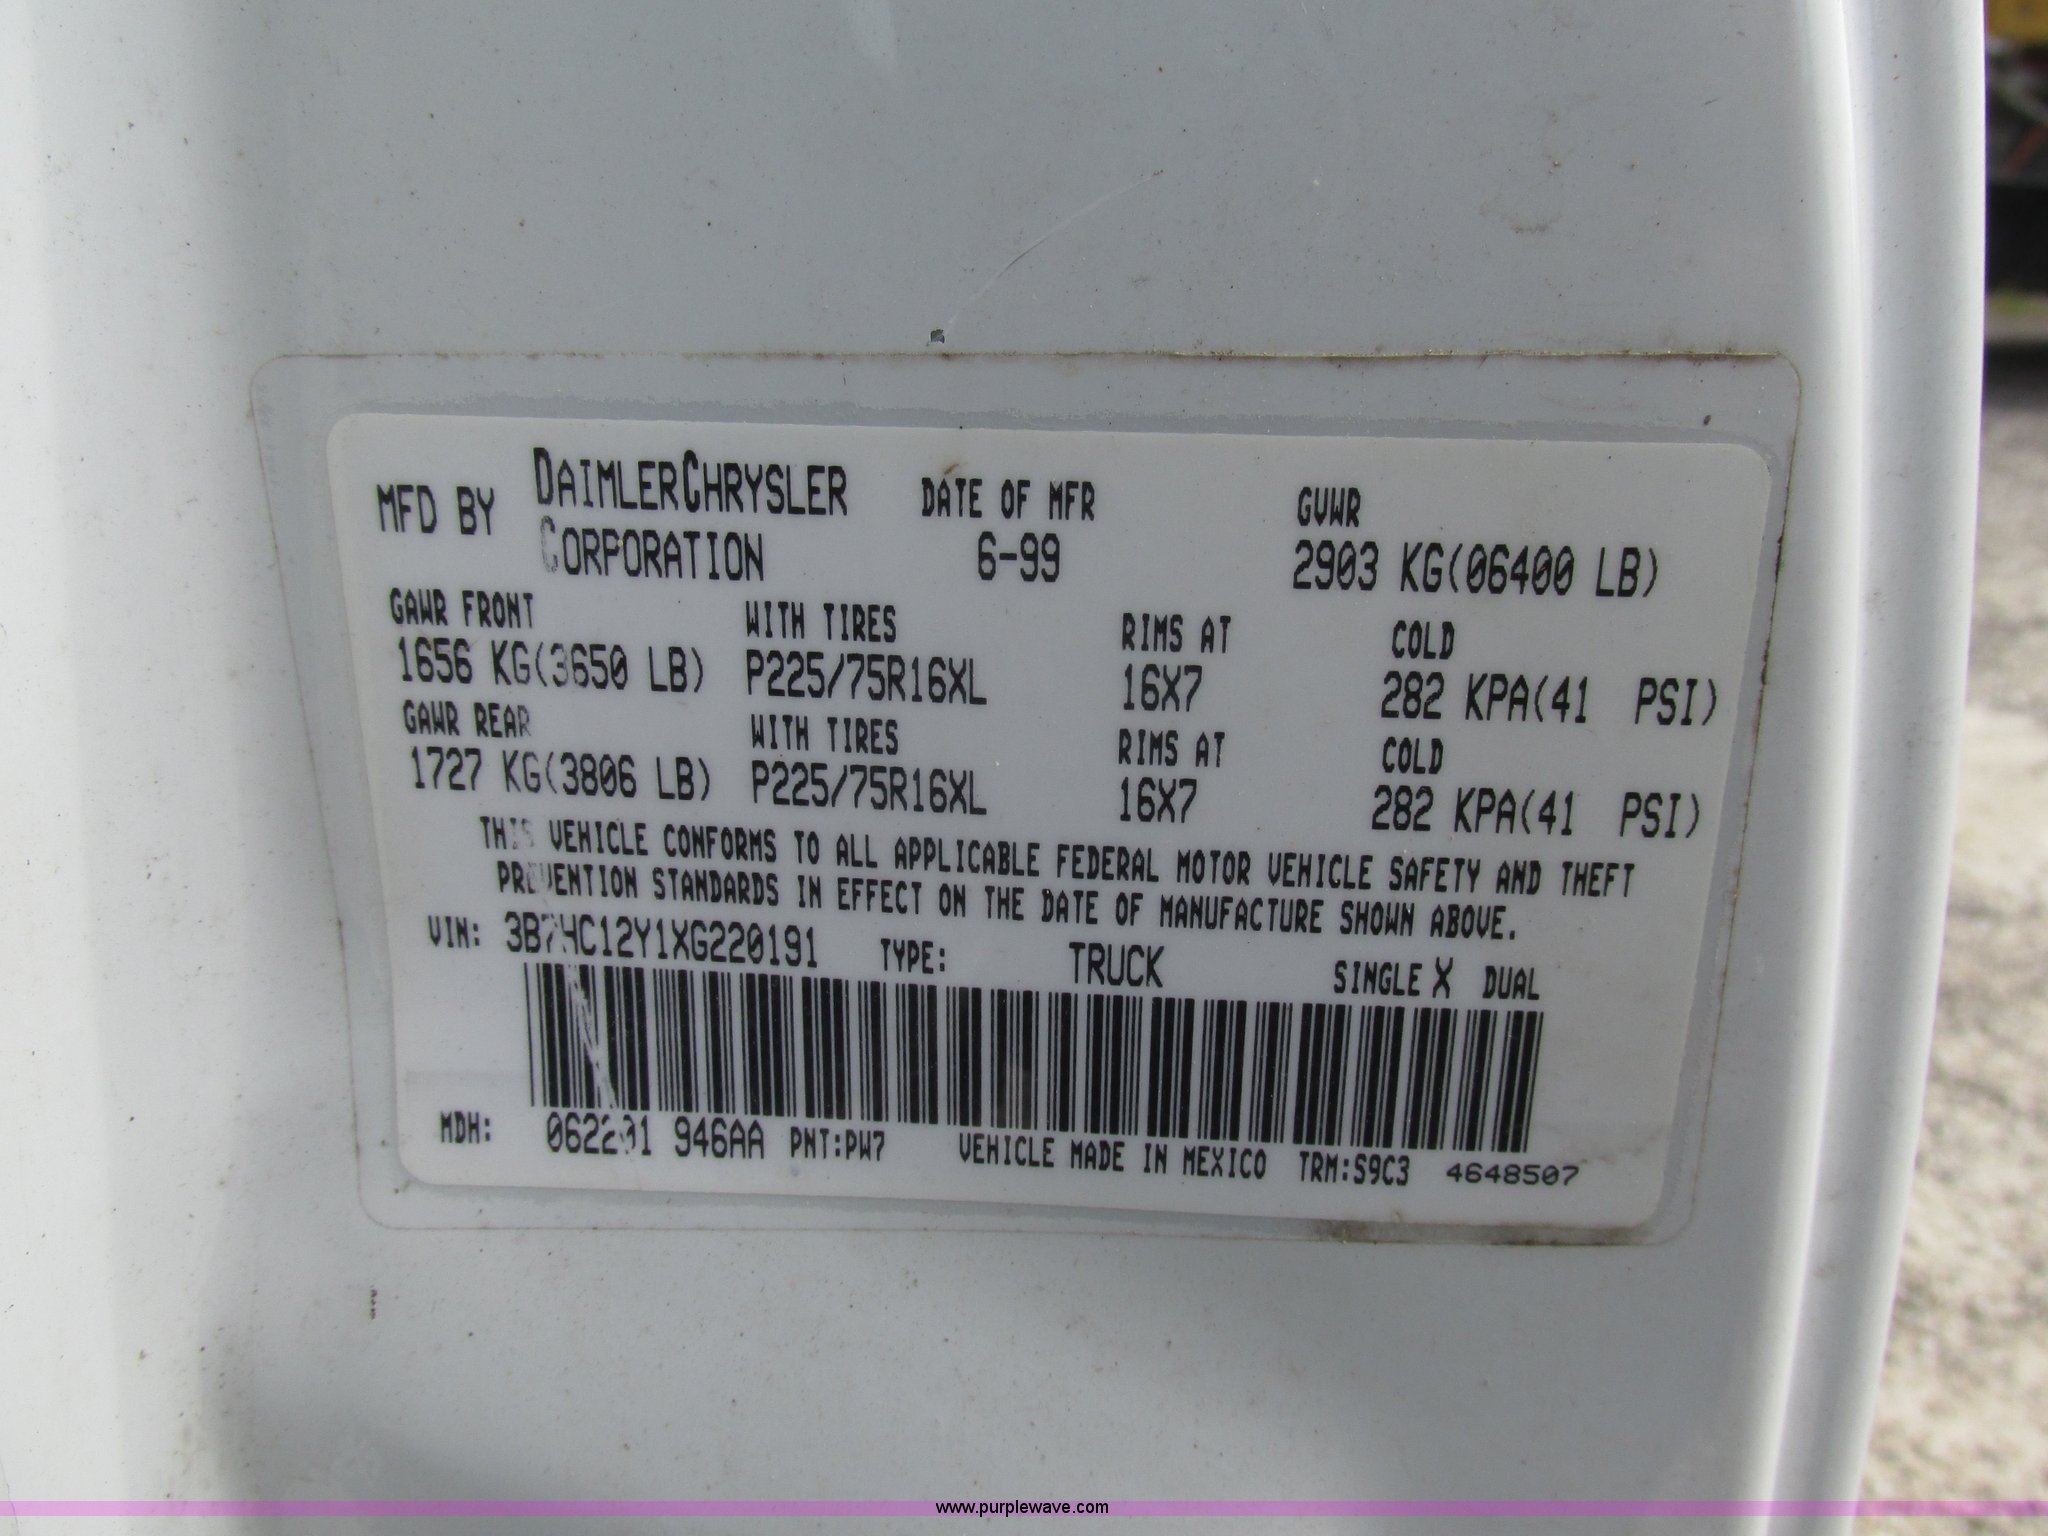 MFD BY DAIMLERCHRYSLER CORPORATION DATE OF MFR 6-99 GVWR 2903 KG(06400 LB)
GAWR FRONT WITH TIRES RIMS AT COLD
1656 KG(3650 LB) P225/75R16XL 16X7 282 KPA(41 PSI)
GAWR REAR WITH TIRES RIMS AT COLD
1727 KG(3806 LB) P225/75R16XL 16X7 282 KPA(41 PSI)
THIS VEHICLE CONFORMS TO ALL APPLICABLE FEDERAL MOTOR VEHICLE SAFETY AND THEFT
PREVENTION STANDARDS IN EFFECT ON THE DATE OF MANUFACTURE SHOWN ABOVE.
VIN: 3B7HC12Y1XG220191 TYPE: TRUCK SINGLE X DUAL
MDH: 062201 946AA PNT:PW7 VEHICLE MADE IN MEXICO TRM:S9C3 4648507
www.purplewave.com